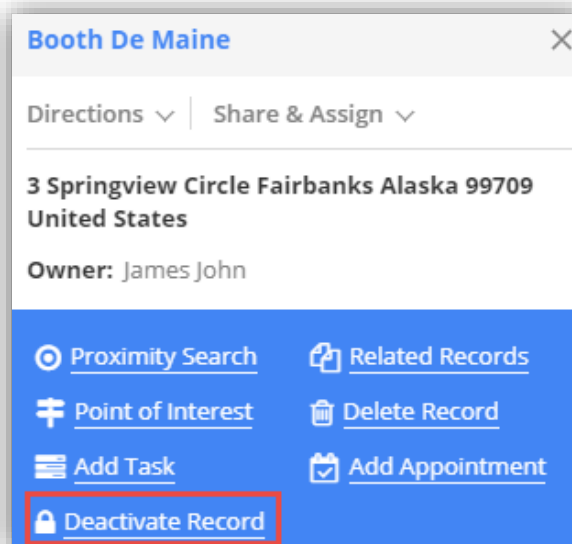 Booth De Maine
Directions Share & Assign
3 Springview Circle Fairbanks Alaska 99709
United States
Owner: James John
Proximity Search Related Records
Point of Interest Delete Record
Add Task Add Appointment
Deactivate Record